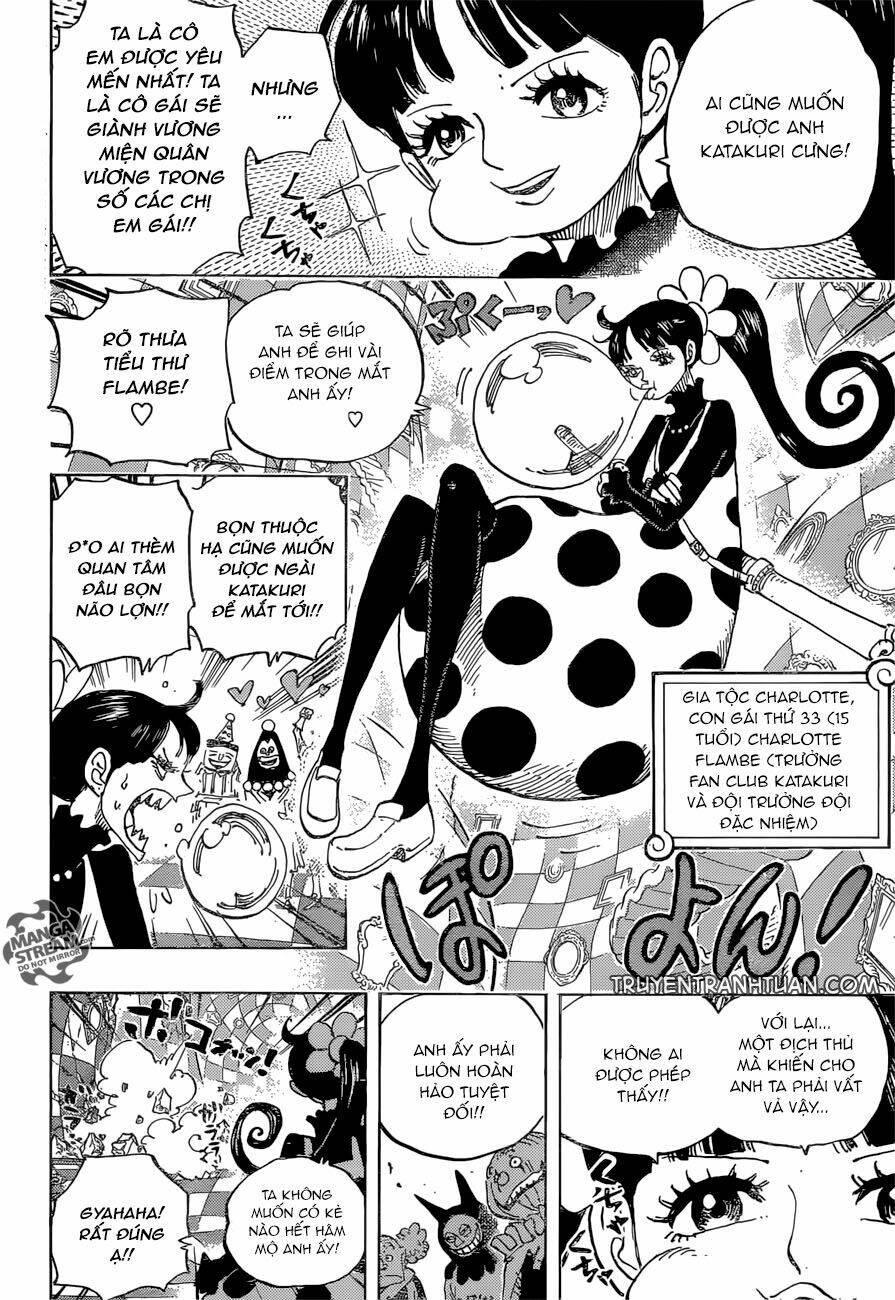 AI CŨNG MUỐN
ĐƯỢC ANH
KATAKURI CƯNG!
NHƯNG
...
TA LÀ CÔ
EM ĐƯỢC YÊU
MẾN NHẤT! TA
LÀ CÔ GÁI SẼ
GIÀNH VƯƠNG
MIỆN QUÂN
VƯƠNG TRONG
SỐ CÁC CHỊ
EM GÁI!!
ぷくーっ♥
TA SẼ GIÚP
ANH ĐỂ GHI VÀI
ĐIỂM TRONG MẮT
ANH ẤY!
♡
RÕ THƯA
TIỂU THƯ
FLAMBE!
♡
BỌN THUỘC
HẠ CŨNG MUỐN
ĐƯỢC NGÀI
KATAKURI
ĐỂ MẮT TỚI!!
Đ*O AI THÈM
QUAN TÂM
ĐÂU BỌN
NÃO LỢN!!
GIA TỘC CHARLOTTE,
CON GÁI THỨ 33 (15
TUỔI) CHARLOTTE
FLAMBE (TRƯỞNG
FAN CLUB KATAKURI
VÀ ĐỘI TRƯỞNG ĐỘI
ĐẶC NHIỆM)
ぽよん!
MANGA
STREAM.com
DO NOT MIRROR
TRUYENTRANHTUAN.COM
VỚI LẠI...
MỘT ĐỊCH THỦ
MÀ KHIẾN CHO
ANH TA PHẢI VẤT
VẢ VẬY...
KHÔNG AI
ĐƯỢC PHÉP
THẤY!!
ANH ẤY PHẢI
LUÔN HOÀN
HẢO TUYỆT
ĐỐI!!
TA KHÔNG
MUỐN CÓ KẺ
NÀO HẾT HÂM
MỘ ANH ẤY!
GYAHAHA!
RẤT ĐÚNG
Ạ!!